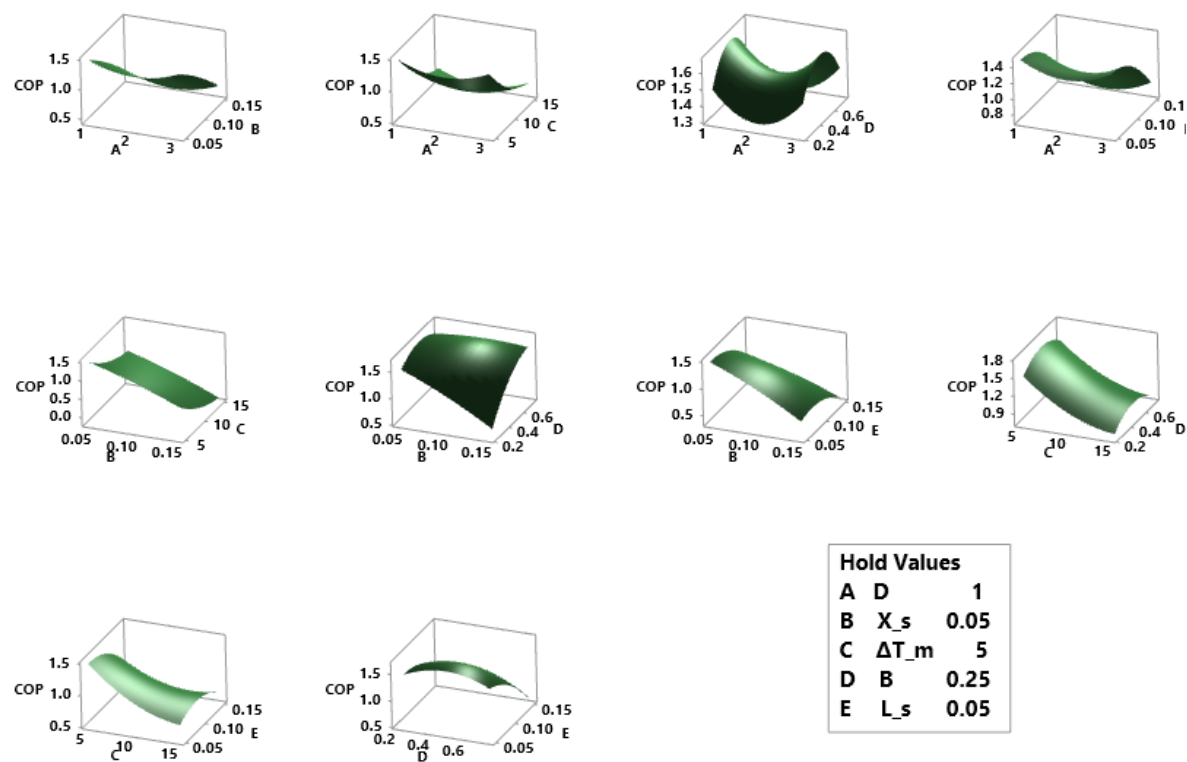 1.5
COP 1.0
0.5
1 A 2 3
0.05 0.10 0.15 B
1.5
COP 1.0
0.5
1 A 2 3
5 10 15 C
1.6
COP 1.5
1.4
1.3
1 A 2 3
0.2 0.4 0.6 D
1.4
COP 1.2
1.0
0.8
1 A 2 3
0.05 0.10
1.5
COP 1.0
0.5
0.0
0.05 0.10 0.15
B
5 10 15 C
1.5
COP 1.0
0.5
0.05 0.10 0.15
B
0.2 0.4 0.6 D
1.5
COP 1.0
0.5
0.05 0.10 0.15
B
0.05 0.10 0.15 E
1.8
COP 1.5
1.2
0.9
5 10 15
C
0.2 0.4 0.6 D
1.5
COP 1.0
0.5
5 10 15
C
0.05 0.10 0.15 E
1.5
COP 1.0
0.5
0.2 0.4 0.6
D
0.05 0.10 0.15 E
Hold Values
A D 1
B X_s 0.05
C ΔT_m 5
D B 0.25
E L_s 0.05